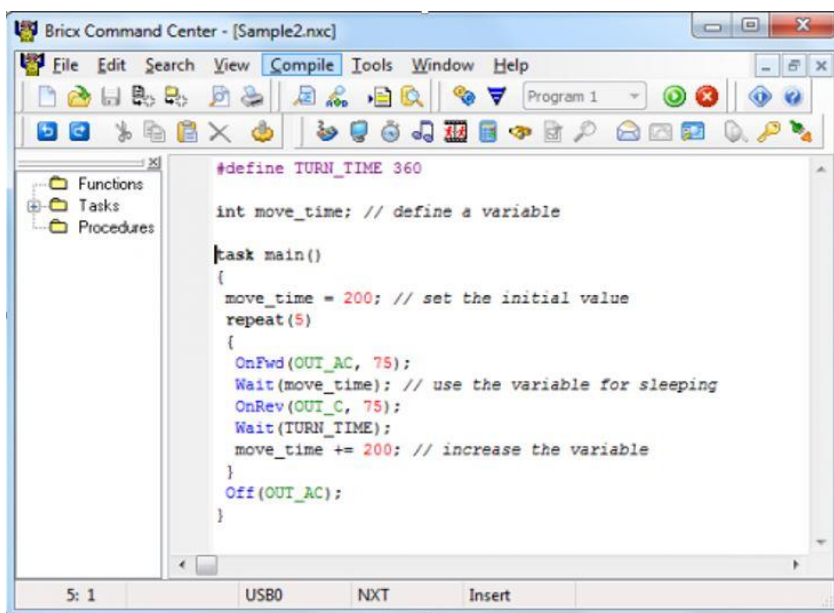 Bricx Command Center - [Sample2.nxc]
File Edit Search View Compile Tools Window Help
Program 1
Functions
Tasks
Procedures
#define TURN_TIME 360
int move_time; // define a variable
task main()
{
move_time = 200; // set the initial value
repeat(5)
{
OnFwd(OUT_AC, 75);
Wait(move_time); // use the variable for sleeping
OnRev(OUT_C, 75);
Wait(TURN_TIME);
move_time += 200; // increase the variable
}
Off(OUT_AC);
}
5: 1 USB0 NXT Insert